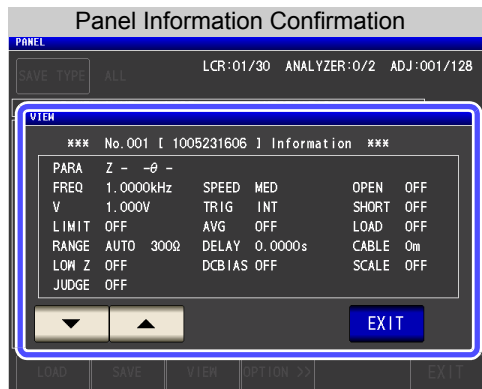 Panel Information Confirmation
PANEL
SAVE TYPE ALL LCR:01/30 ANALYZER:0/2 ADJ:001/128
VIEW
*** No.001 [ 1005231606 ] Information ***
PARA Z - -θ -
FREQ 1.0000kHz SPEED MED OPEN OFF
V 1.000V TRIG INT SHORT OFF
LIMIT OFF AVG OFF LOAD OFF
RANGE AUTO 300Ω DELAY 0.0000s CABLE 0m
LOW Z OFF DCBIAS OFF SCALE OFF
JUDGE OFF
EXIT
LOAD SAVE VIEW OPTION >> EXIT